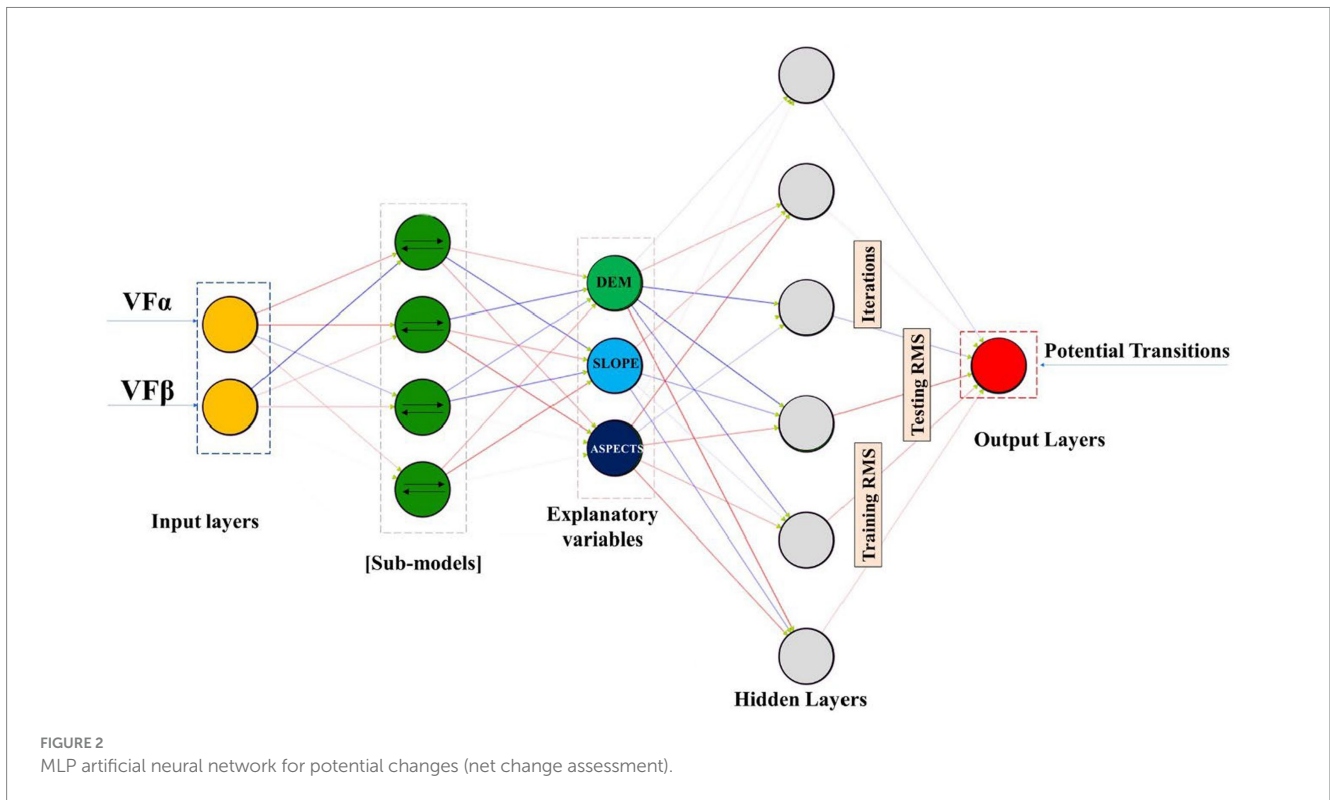 VFα
VFβ
Input layers
[Sub-models]
DEM
SLOPE
ASPECTS
Explanatory
variables
Hidden Layers
Iterations
Testing RMS
Training RMS
Potential Transitions
Output Layers
FIGURE 2
MLP artificial neural network for potential changes (net change assessment).